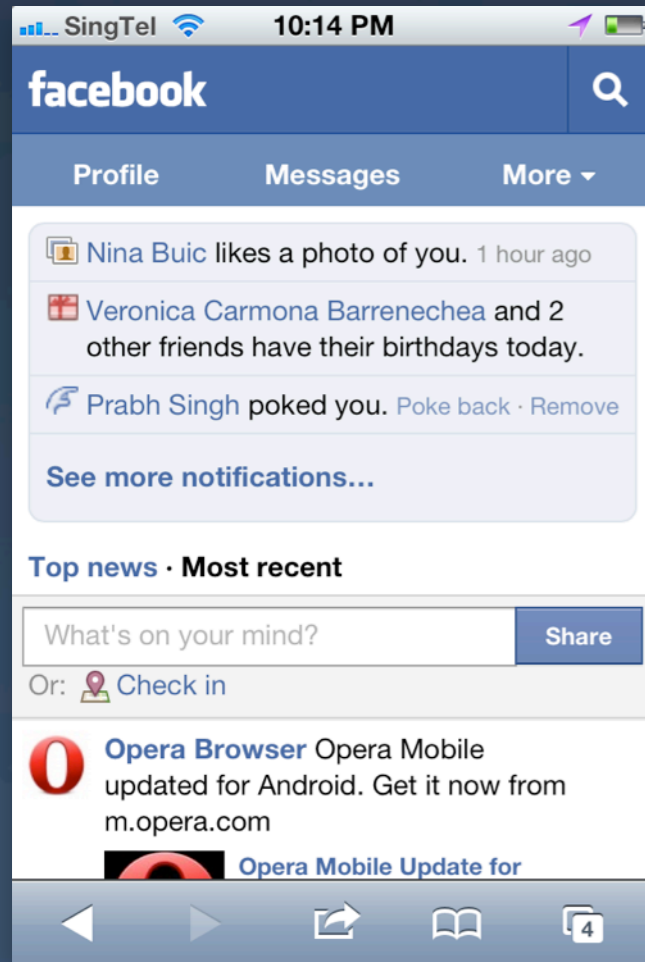 SingTel 10:14 PM
facebook
Profile Messages More
Nina Buic likes a photo of you. 1 hour ago
Veronica Carmona Barrenechea and 2
other friends have their birthdays today.
Prabh Singh poked you. Poke back · Remove
See more notifications...
Top news · Most recent
What's on your mind? Share
Or: Check in
Opera Browser Opera Mobile
updated for Android. Get it now from
m.opera.com
Opera Mobile Update for
4